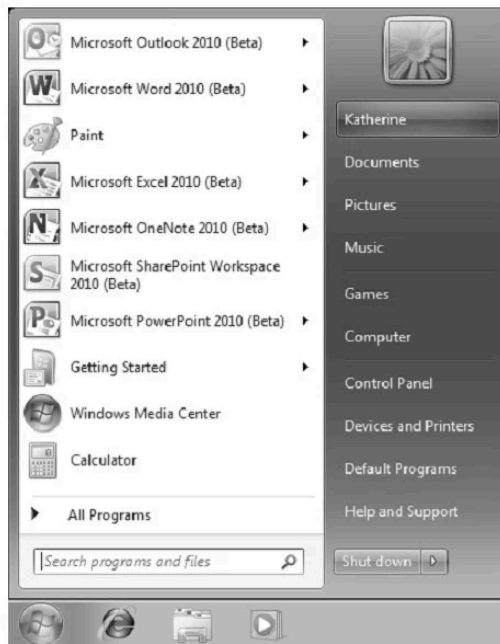 Microsoft Outlook 2010 (Beta)
Microsoft Word 2010 (Beta)
Paint
Microsoft Excel 2010 (Beta)
Microsoft OneNote 2010 (Beta)
Microsoft SharePoint Workspace
2010 (Beta)
Microsoft PowerPoint 2010 (Beta)
Getting Started
Windows Media Center
Calculator
All Programs
Search programs and files
Katherine
Documents
Pictures
Music
Games
Computer
Control Panel
Devices and Printers
Default Programs
Help and Support
Shut down